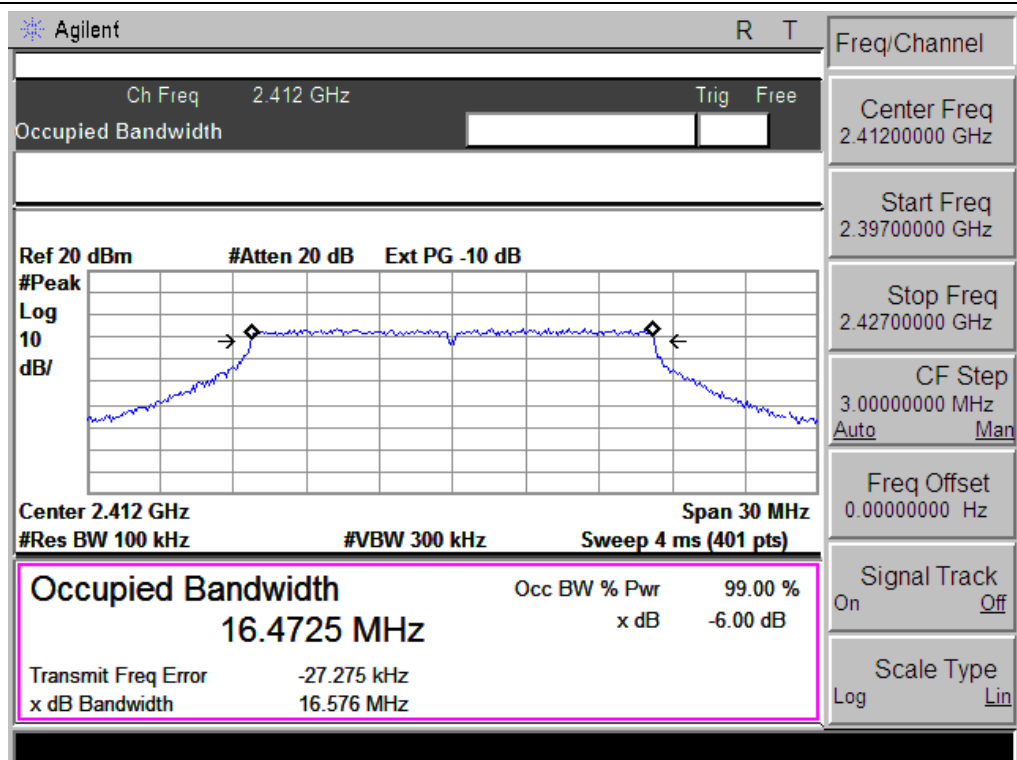 Agilent R T
Ch Freq 2.412 GHz Trig Free
Occupied Bandwidth
Ref 20 dBm #Atten 20 dB Ext PG -10 dB
#Peak
Log
10
dB/
Center 2.412 GHz Span 30 MHz
#Res BW 100 kHz #VBW 300 kHz Sweep 4 ms (401 pts)
Occupied Bandwidth Occ BW % Pwr 99.00 %
16.4725 MHz x dB -6.00 dB
Transmit Freq Error -27.275 kHz
x dB Bandwidth 16.576 MHz
Freq/Channel
Center Freq
2.41200000 GHz
Start Freq
2.39700000 GHz
Stop Freq
2.42700000 GHz
CF Step
3.00000000 MHz
Auto Man
Freq Offset
0.00000000 Hz
Signal Track
On Off
Scale Type
Log Lin